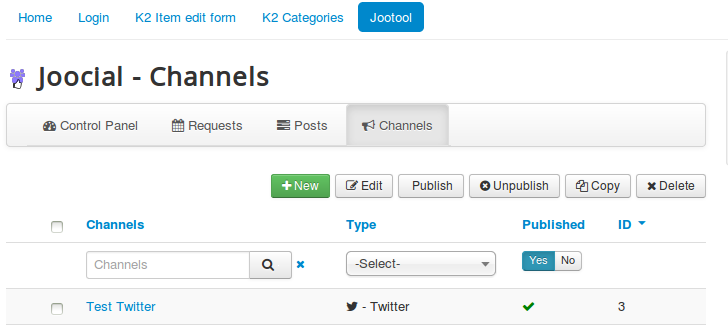 Home Login K2 Item edit form K2 Categories Jootool
Joocial - Channels
Control Panel Requests Posts Channels
New Edit Publish Unpublish Copy Delete
Channels Type Published ID
Channels -Select- Yes No
Test Twitter - Twitter 3